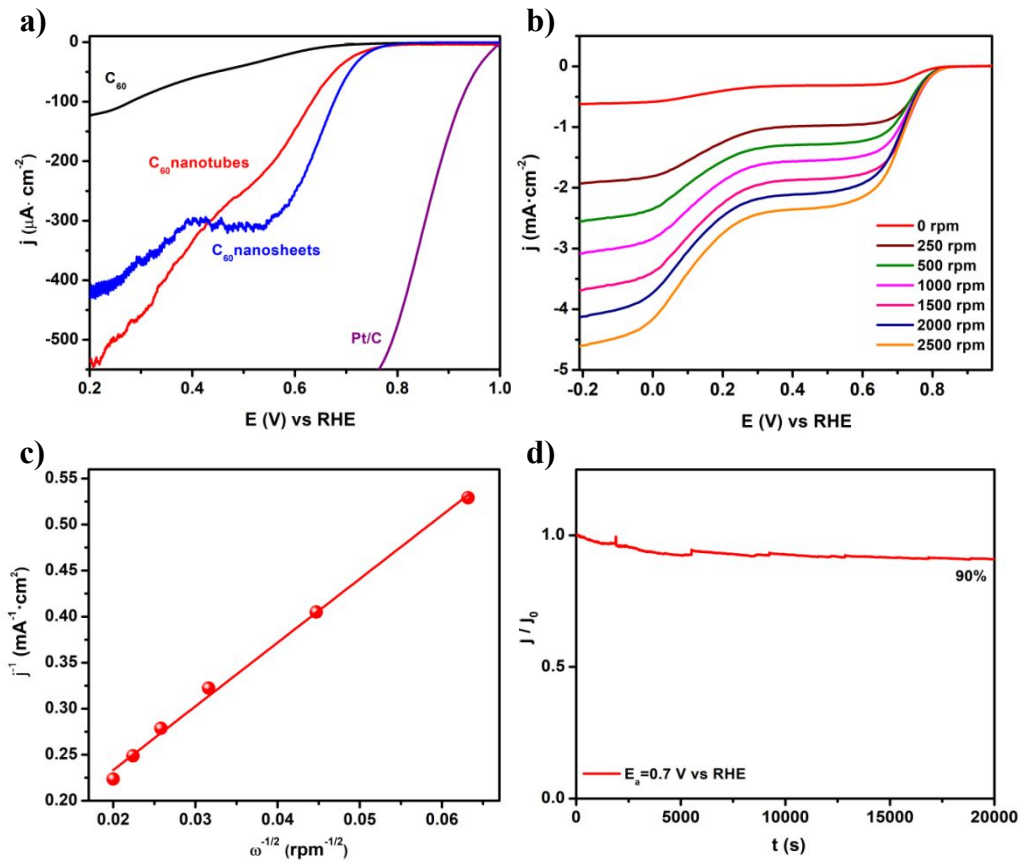 a)
0
-100
-200
-300
-400
-500
j (µA· cm⁻²)
C₆₀
C₆₀nanotubes
C₆₀nanosheets
Pt/C
0.2 0.4 0.6 0.8 1.0
E (V) vs RHE
b)
0
-1
-2
-3
-4
-5
j (mA·cm⁻²)
0 rpm
250 rpm
500 rpm
1000 rpm
1500 rpm
2000 rpm
2500 rpm
-0.2 0.0 0.2 0.4 0.6 0.8
E (V) vs RHE
c)
0.55
0.50
0.45
0.40
0.35
0.30
0.25
0.20
j⁻¹ (mA⁻¹·cm²)
0.02 0.03 0.04 0.05 0.06
ω⁻¹/² (rpm⁻¹/²)
d)
1.0
0.5
0.0
j / j₀
90%
Eₐ=0.7 V vs RHE
0 5000 10000 15000 20000
t (s)